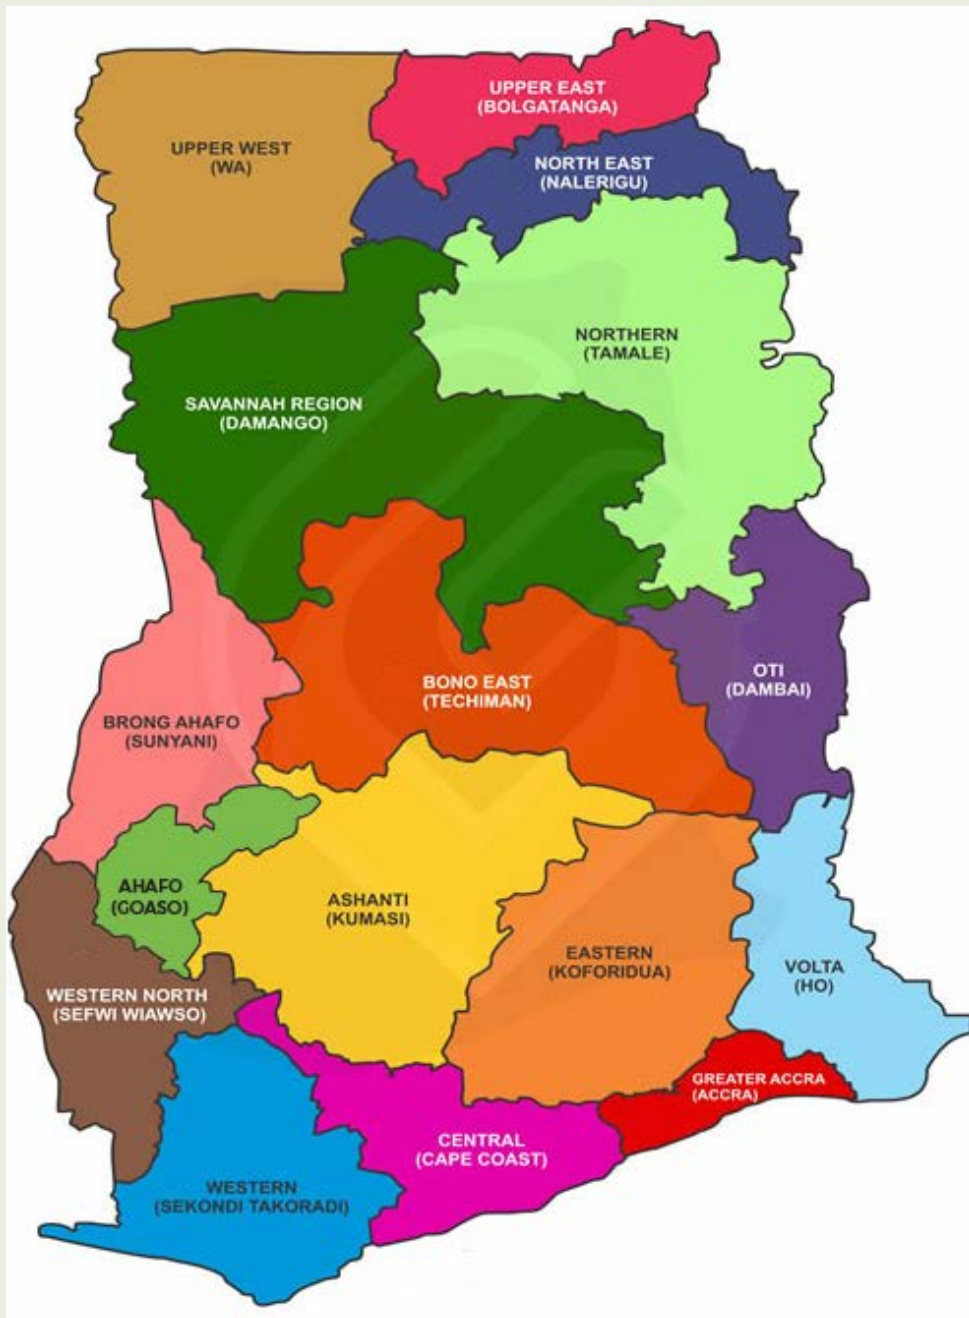 UPPER EAST
(BOLGATANGA)
UPPER WEST
(WA)
NORTH EAST
(NALERIGU)
NORTHERN
(TAMALE)
SAVANNAH REGION
(DAMANGO)
OTI
(DAMBAI)
BONO EAST
(TECHIMAN)
BRONG AHAFO
(SUNYANI)
AHAFO
(GOASO)
ASHANTI
(KUMASI)
EASTERN
(KOFORIDUA)
VOLTA
(HO)
WESTERN NORTH
(SEFWI WIAWSO)
GREATER ACCRA
(ACCRA)
CENTRAL
(CAPE COAST)
WESTERN
(SEKONDI TAKORADI)